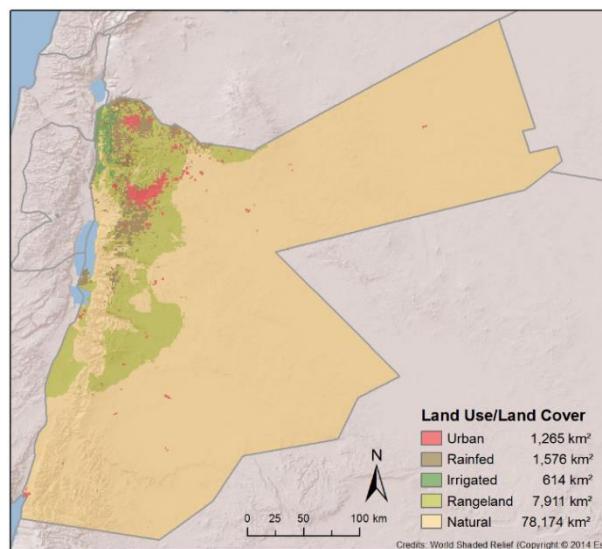 Land Use/Land Cover
Urban 1,265 km²
Rainfed 1,576 km²
Irrigated 614 km²
Rangeland 7,911 km²
Natural 78,174 km²
N
0 25 50 100 km
Credits: World Shaded Relief (Copyright © 2014 Es